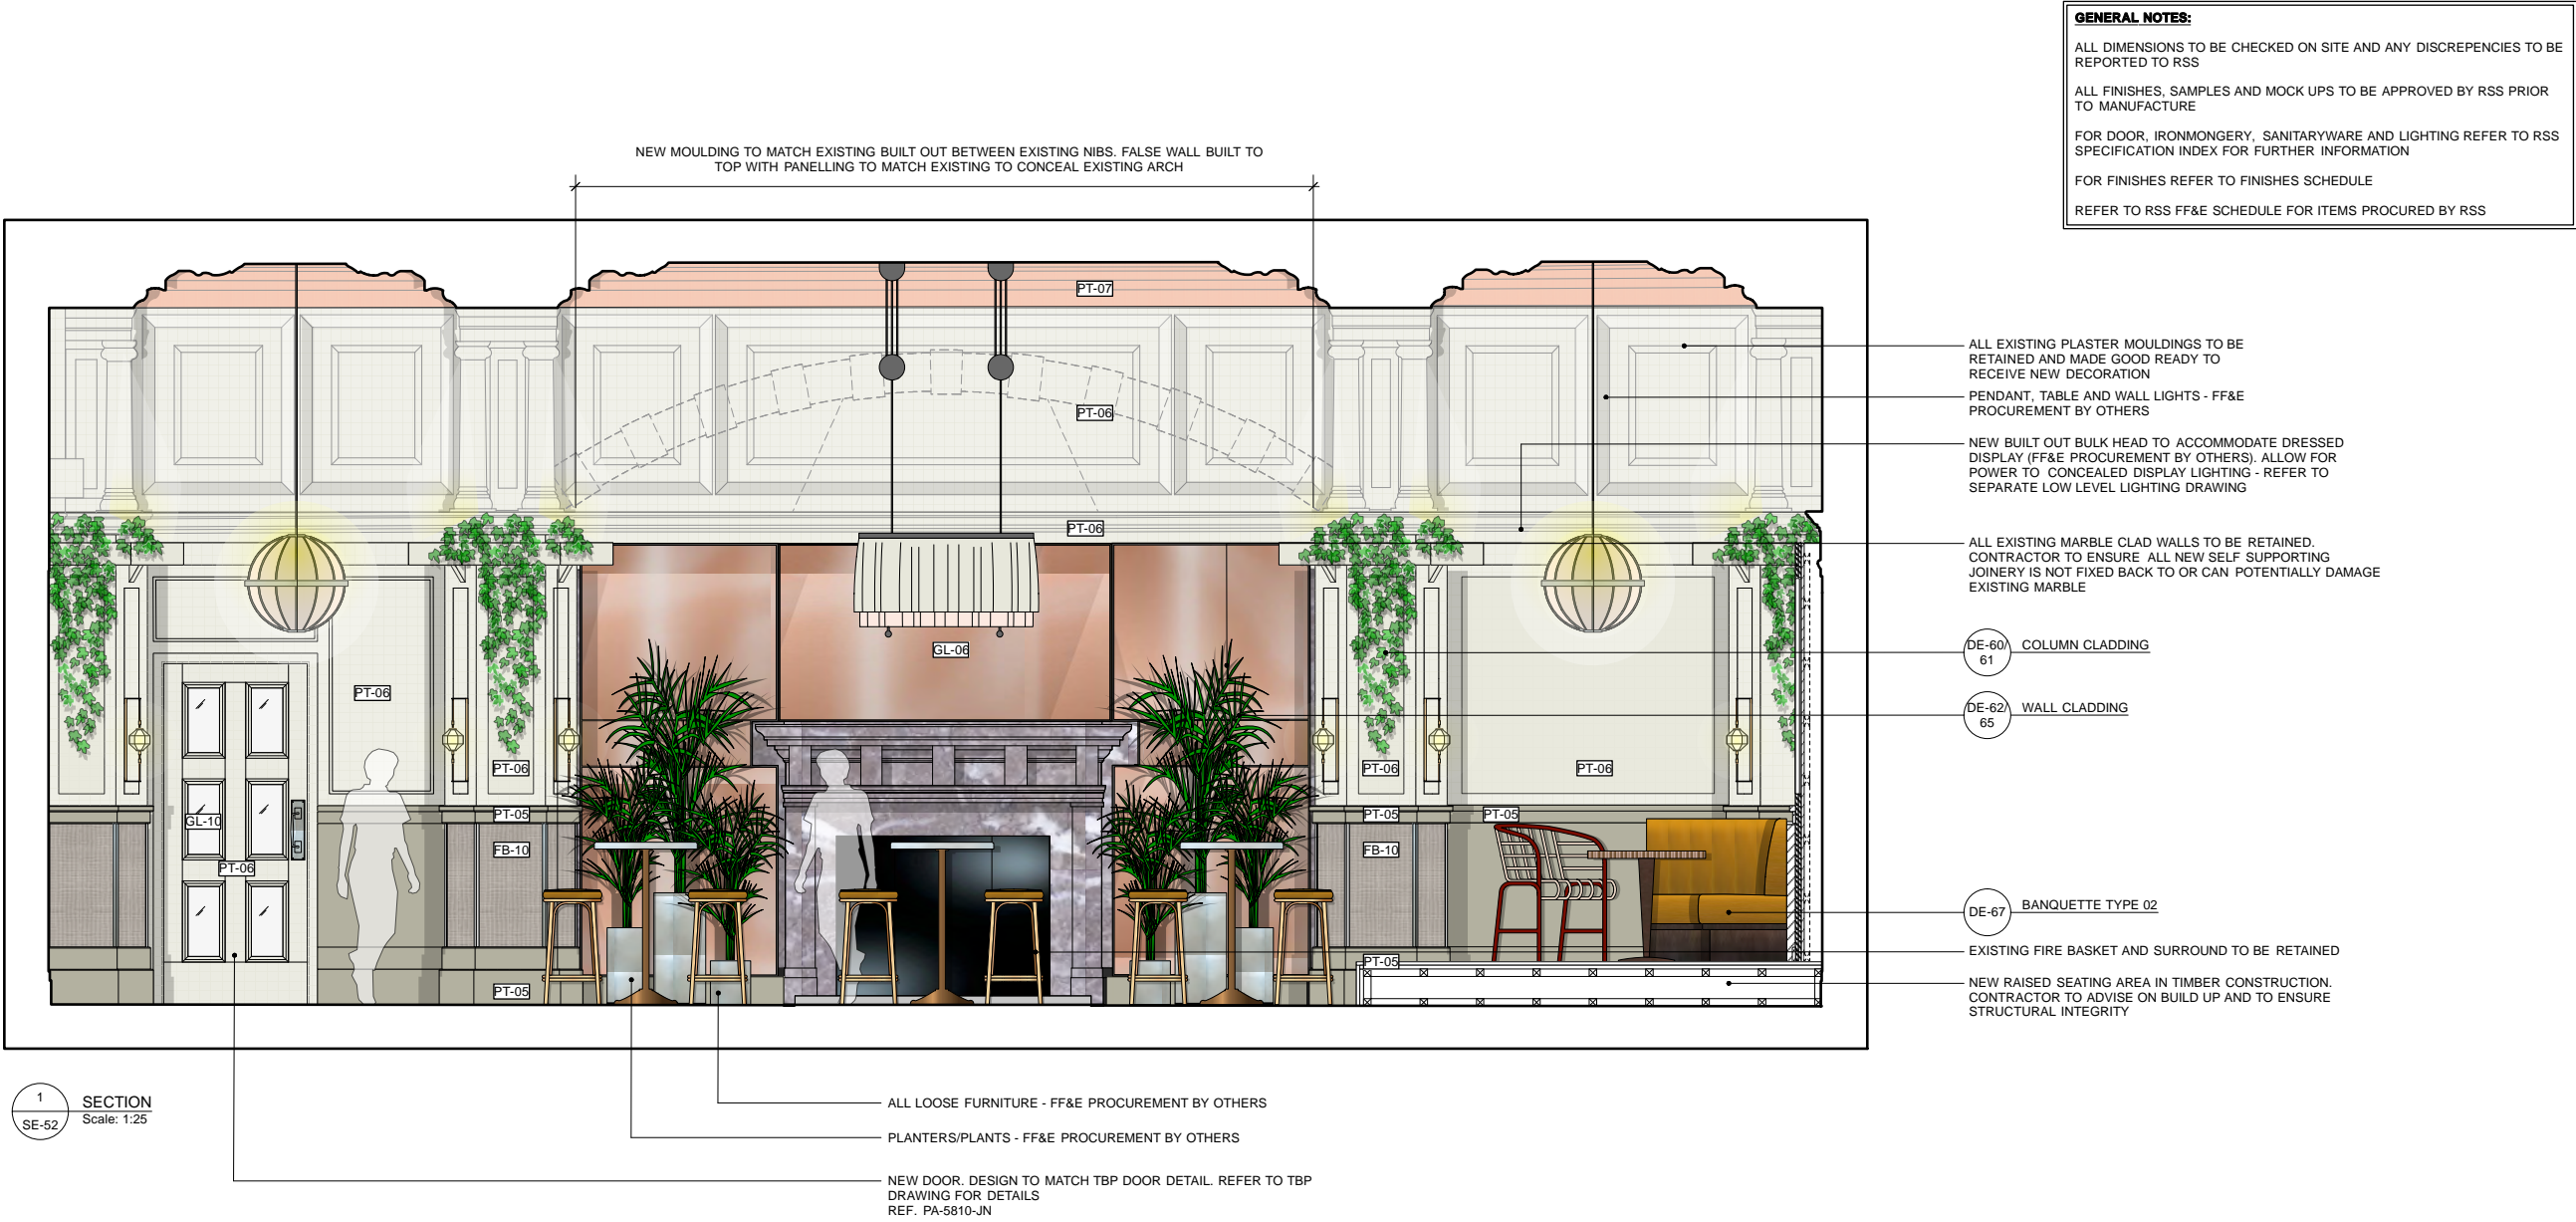 GENERAL NOTES:
ALL DIMENSIONS TO BE CHECKED ON SITE AND ANY DISCREPENCIES TO BE
REPORTED TO RSS
ALL FINISHES, SAMPLES AND MOCK UPS TO BE APPROVED BY RSS PRIOR
TO MANUFACTURE
FOR DOOR, IRONMONGERY, SANITARYWARE AND LIGHTING REFER TO RSS
SPECIFICATION INDEX FOR FURTHER INFORMATION
FOR FINISHES REFER TO FINISHES SCHEDULE
REFER TO RSS FF&E SCHEDULE FOR ITEMS PROCURED BY RSS
NEW MOULDING TO MATCH EXISTING BUILT OUT BETWEEN EXISTING NIBS. FALSE WALL BUILT TO
TOP WITH PANELLING TO MATCH EXISTING TO CONCEAL EXISTING ARCH
PT-07
PT-06
PT-06
GL-06
PT-06
PT-06
PT-06
PT-06
PT-05
PT-05
PT-05
GL-10
FB-10
FB-10
PT-06
PT-05
PT-05
ALL EXISTING PLASTER MOULDINGS TO BE
RETAINED AND MADE GOOD READY TO
RECEIVE NEW DECORATION
PENDANT, TABLE AND WALL LIGHTS - FF&E
PROCUREMENT BY OTHERS
NEW BUILT OUT BULK HEAD TO ACCOMMODATE DRESSED
DISPLAY (FF&E PROCUREMENT BY OTHERS). ALLOW FOR
POWER TO CONCEALED DISPLAY LIGHTING - REFER TO
SEPARATE LOW LEVEL LIGHTING DRAWING
ALL EXISTING MARBLE CLAD WALLS TO BE RETAINED.
CONTRACTOR TO ENSURE ALL NEW SELF SUPPORTING
JOINERY IS NOT FIXED BACK TO OR CAN POTENTIALLY DAMAGE
EXISTING MARBLE
DE-60/
61
COLUMN CLADDING
DE-62/
65
WALL CLADDING
DE-67
BANQUETTE TYPE 02
EXISTING FIRE BASKET AND SURROUND TO BE RETAINED
NEW RAISED SEATING AREA IN TIMBER CONSTRUCTION.
CONTRACTOR TO ADVISE ON BUILD UP AND TO ENSURE
STRUCTURAL INTEGRITY
1
SE-52
SECTION
Scale: 1:25
ALL LOOSE FURNITURE - FF&E PROCUREMENT BY OTHERS
PLANTERS/PLANTS - FF&E PROCUREMENT BY OTHERS
NEW DOOR. DESIGN TO MATCH TBP DOOR DETAIL. REFER TO TBP
DRAWING FOR DETAILS
REF. PA-5810-JN